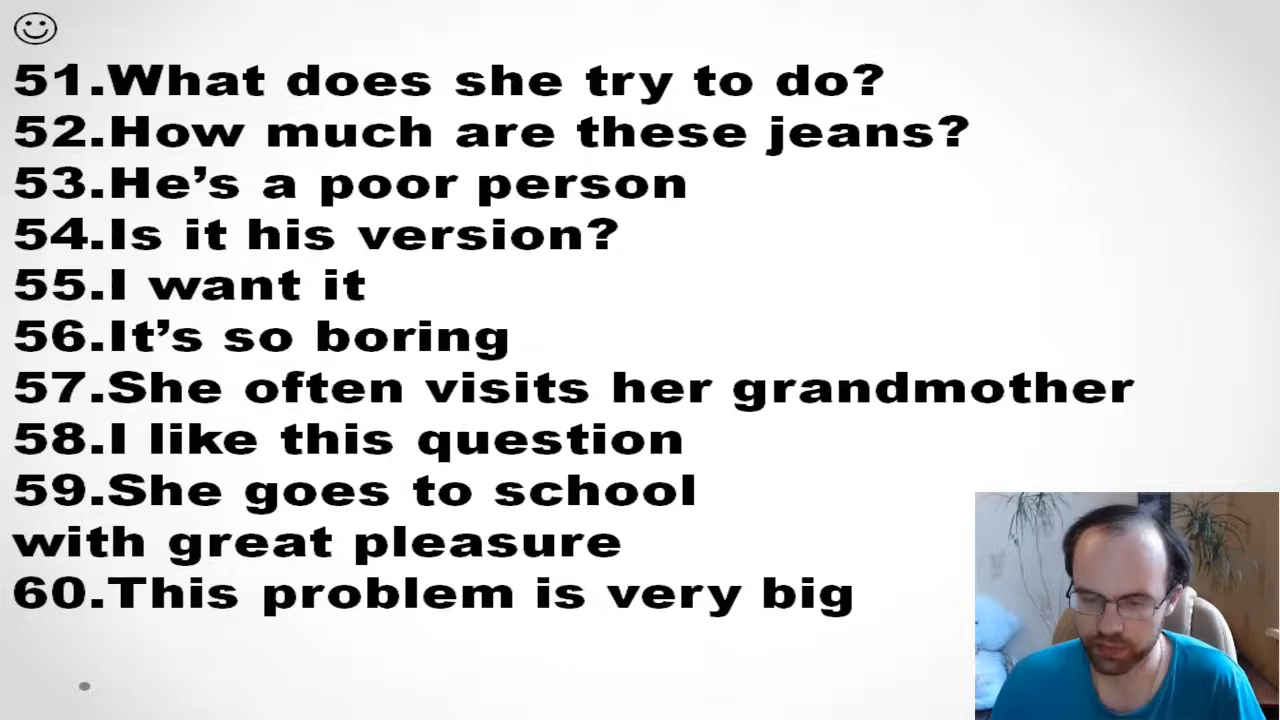 51.What does she try to do?
52.How much are these jeans?
53.He’s a poor person
54.Is it his version?
55.I want it
56.It’s so boring
57.She often visits her grandmother
58.I like this question
59.She goes to school
with great pleasure
60.This problem is very big